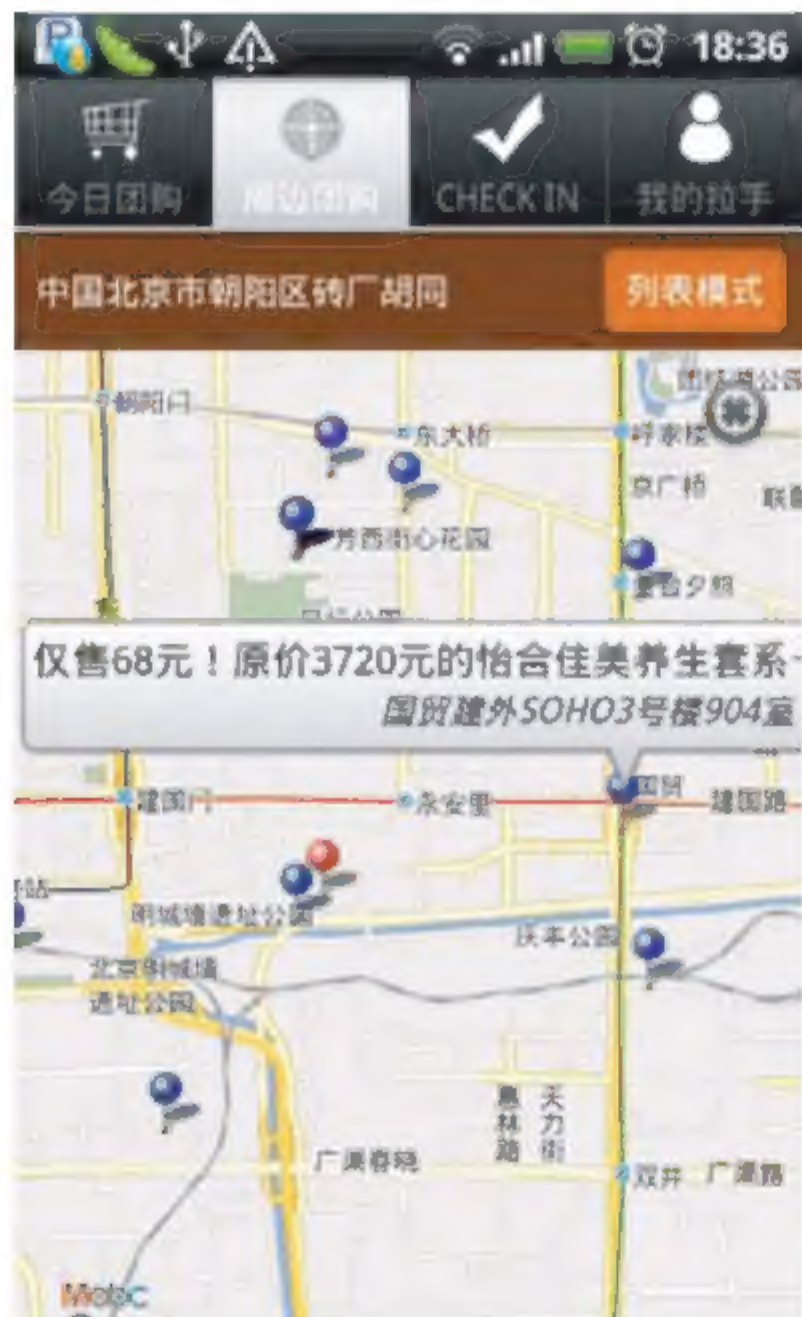 18:36
今日团购
周边团购
CHECK IN
我的拉手
中国北京市朝阳区砖厂胡同
列表模式
朝阳门
东大桥
呼家楼
京广桥
芳西街心花园
仅售68元！原价3720元的怡合佳美养生套系
国贸建外SOHO3号楼904室
建国门
永安里
国贸
建国路
明城墙遗址公园
庆丰公园
北京明城墙
遗址公园
广渠春晓
双井
广渠路